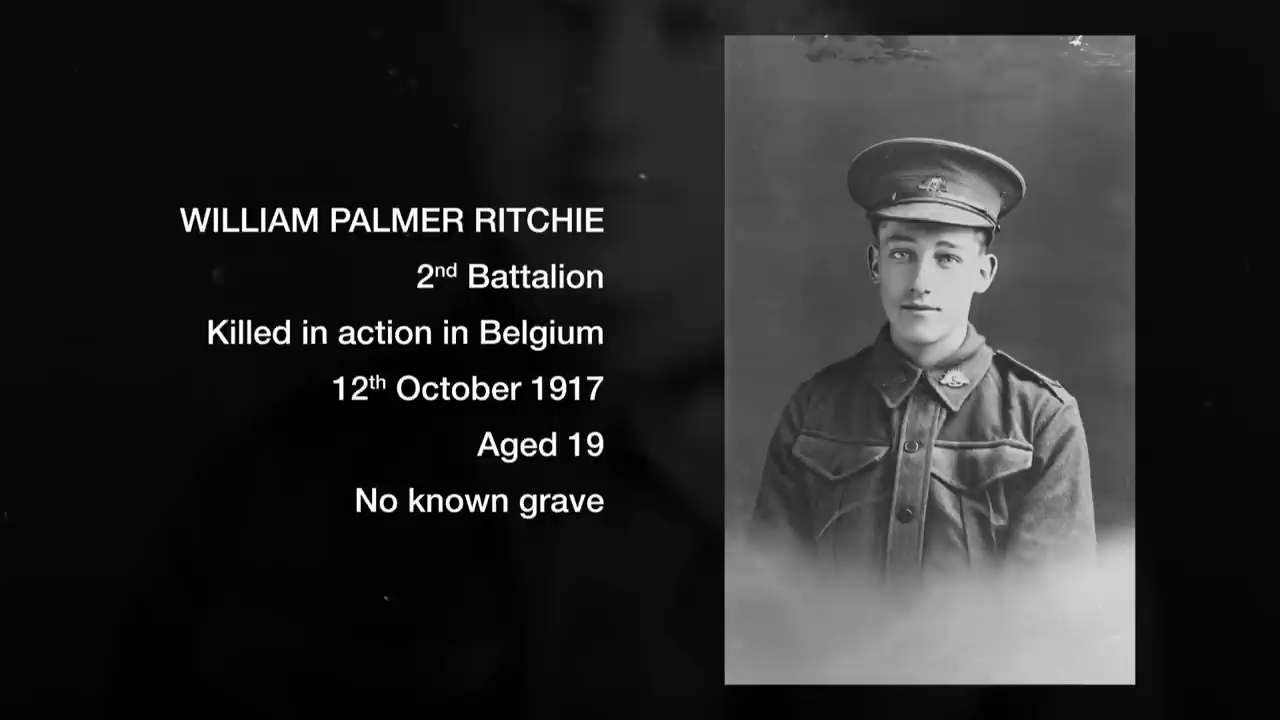 WILLIAM PALMER RITCHIE
2nd Battalion
Killed in action in Belgium
12th October 1917
Aged 19
No known grave